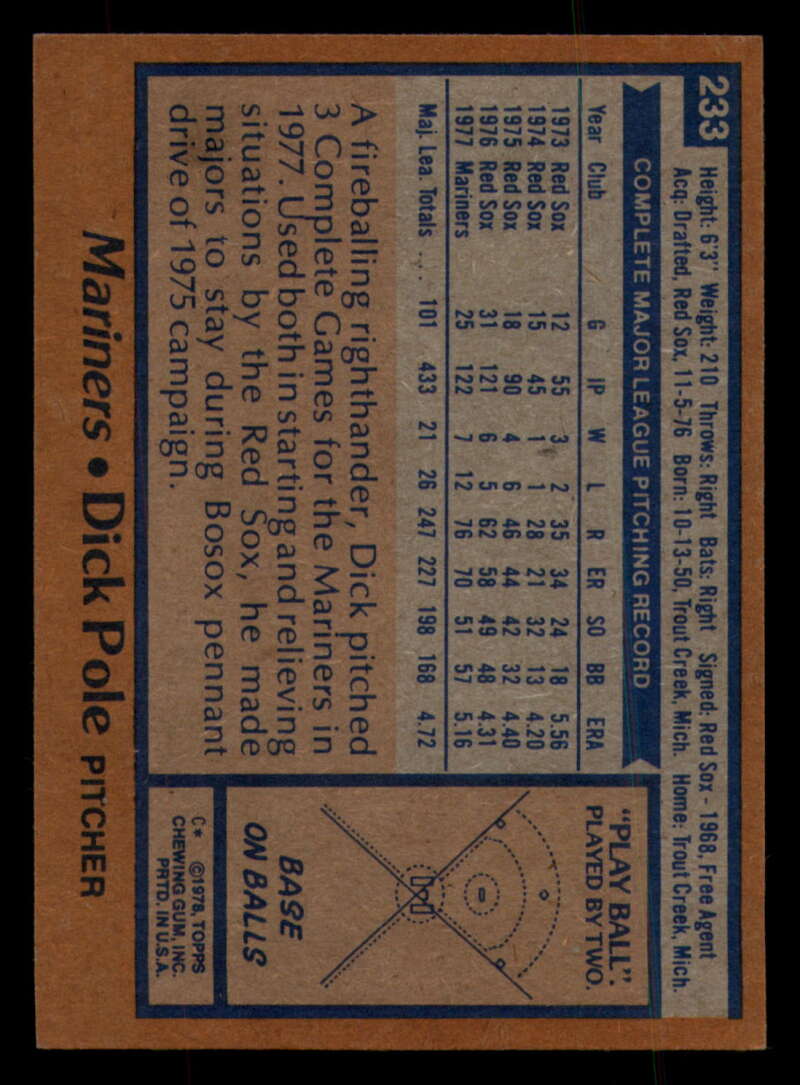 233
Height: 6'3" Weight: 210 Throws: Right Bats: Right Signed: Red Sox - 1968, Free Agent
Acq: Drafted, Red Sox, 11-5-76 Born: 10-13-50, Trout Creek, Mich. Home: Trout Creek, Mich.
COMPLETE MAJOR LEAGUE PITCHING RECORD
Year Club G IP W L R ER SO BB ERA
1973 Red Sox 12 55 3 2 35 34 24 18 5.56
1974 Red Sox 15 45 1 1 28 21 32 13 4.20
1975 Red Sox 18 90 4 6 46 44 42 32 4.40
1976 Red Sox 31 121 6 5 62 58 49 48 4.31
1977 Mariners 25 122 7 12 76 70 51 57 5.16
Maj. Lea. Totals ... 101 433 21 26 247 227 198 168 4.72
A fireballing righthander, Dick pitched
3 Complete Games for the Mariners in
1977. Used both in starting and relieving
situations by the Red Sox, he made
majors to stay during Bosox pennant
drive of 1975 campaign.
"PLAY BALL".
PLAYED BY TWO.
BASE
ON BALLS
C* ©1978, TOPPS
CHEWING GUM, INC.
PRTD. IN U.S.A.
Mariners • Dick Pole PITCHER